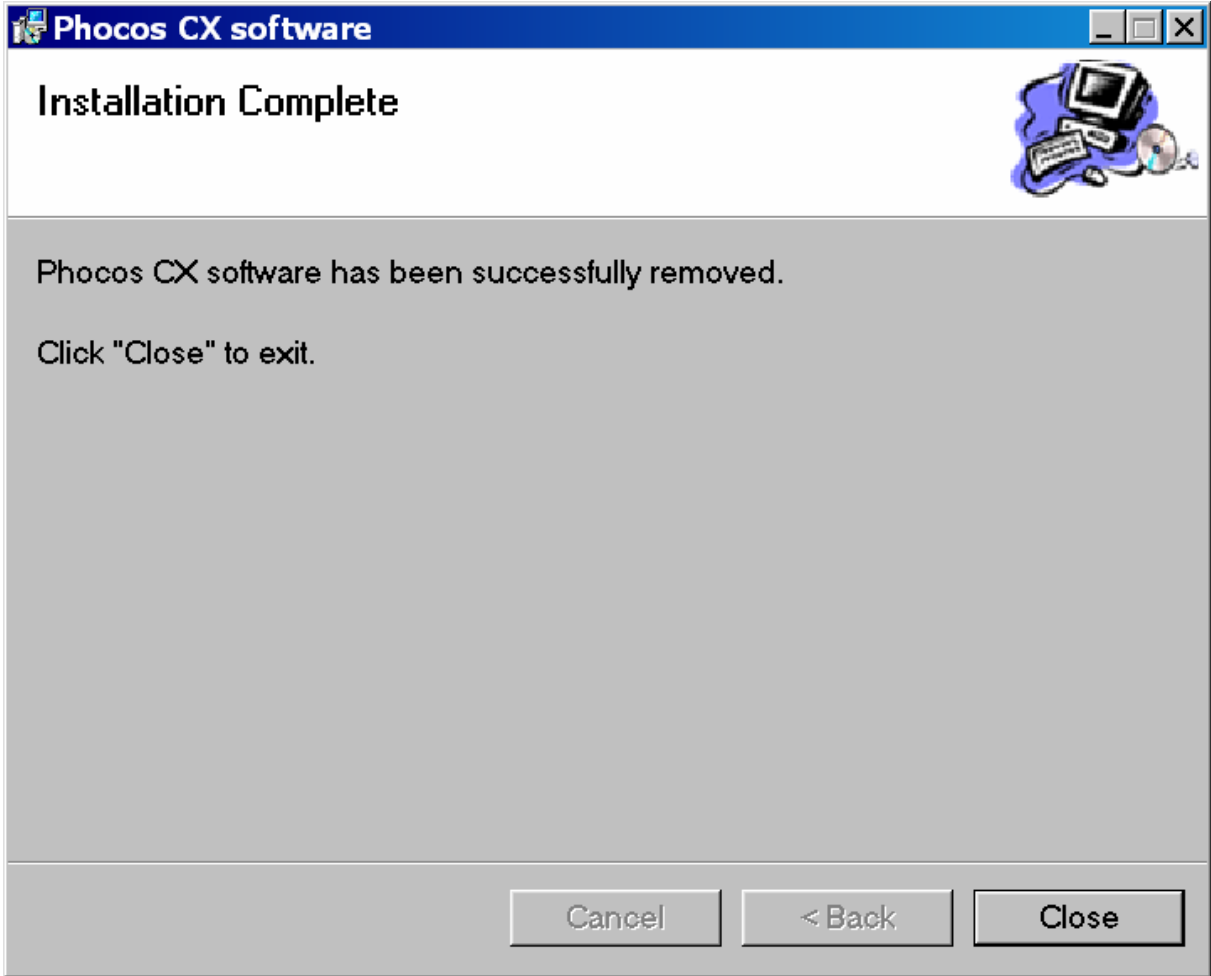 Phocos CX software
Installation Complete
Phocos CX software has been successfully removed.
Click "Close" to exit.
Cancel
< Back
Close